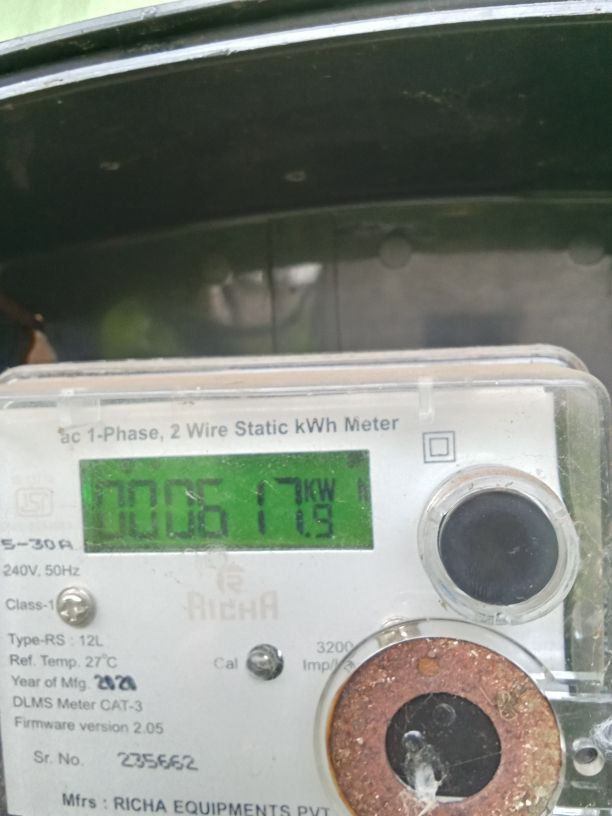 ac 1-Phase, 2 Wire Static kWh Meter
000617.9 KW
5-30A
240V, 50Hz
Class-1
RICHA
Type-RS : 12L
Ref. Temp. 27°C
Cal
3200
Imp/
Year of Mfg. 2020
DLMS Meter CAT-3
Firmware version 2.05
Sr. No. 235662
Mfrs : RICHA EQUIPMENTS PVT